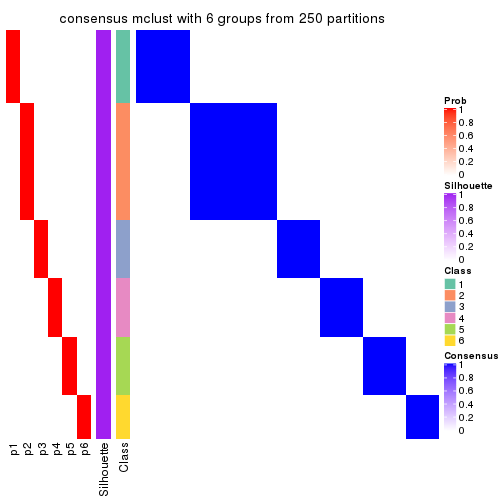 consensus mclust with 6 groups from 250 partitions
Prob
1
0.8
0.6
0.4
0.2
0
Silhouette
1
0.8
0.6
0.4
0.2
0
Class
1
2
3
4
5
6
Consensus
1
0.8
0.6
0.4
0.2
0
p1
p2
p3
p4
p5
p6
Silhouette
Class